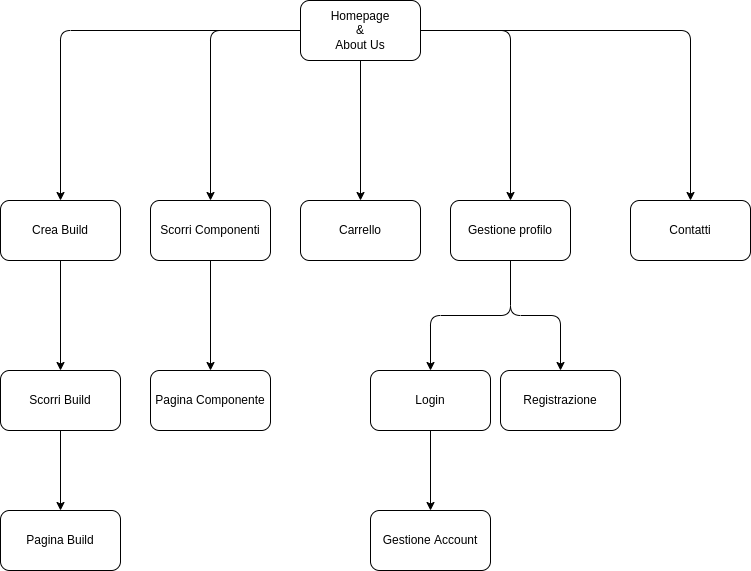 Homepage
&
About Us
Crea Build
Scorri Componenti
Carrello
Gestione profilo
Contatti
Scorri Build
Pagina Componente
Login
Registrazione
Pagina Build
Gestione Account